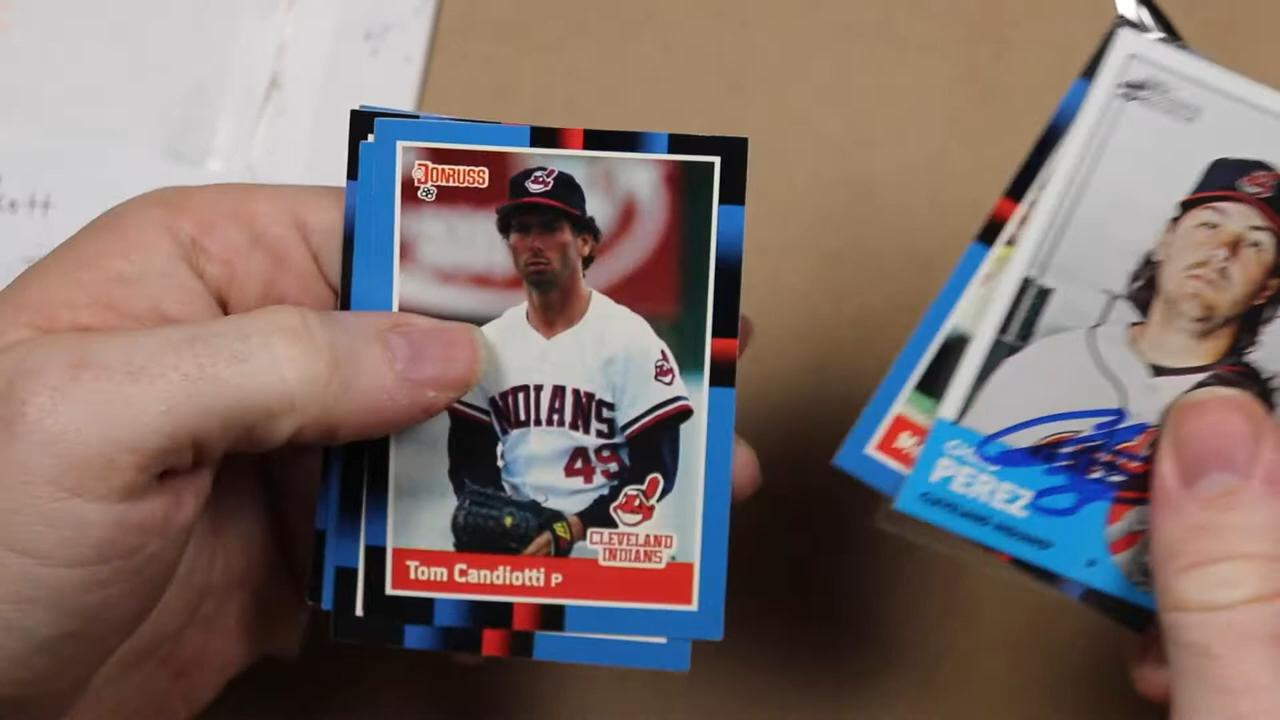 DONRUSS
88
INDIANS
49
CLEVELAND
INDIANS
Tom Candiotti P
PEREZ